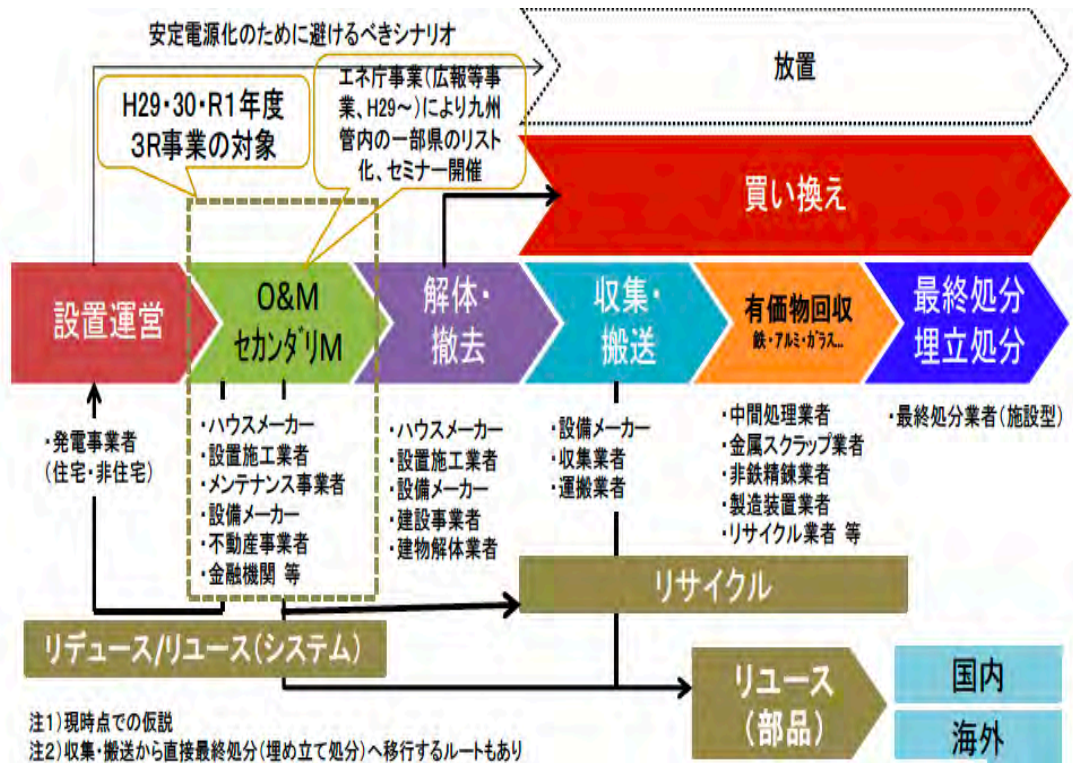 安定電源化のために避けるべきシナリオ
放置
H29・30・R1年度
3R事業の対象
エネ庁事業(広報等事
業、H29～)により九州
管内の一部県のリスト
化、セミナー開催
買い換え
設置運営
O&M
セカンダリM
解体・
撤去
収集・
搬送
有価物回収
鉄・アルミ・ガラス...
最終処分
埋立処分
・発電事業者
(住宅・非住宅)
・ハウスメーカー
・設置施工業者
・メンテナンス事業者
・設備メーカー
・不動産事業者
・金融機関 等
・ハウスメーカー
・設置施工業者
・設備メーカー
・建設事業者
・建物解体業者
・設備メーカー
・収集業者
・運搬業者
・中間処理業者
・金属スクラップ業者
・非鉄精錬業者
・製造装置業者
・リサイクル業者 等
・最終処分業者(施設型)
リサイクル
リデュース/リユース(システム)
リユース
(部品)
国内
海外
注1)現時点での仮説
注2)収集・搬送から直接最終処分(埋め立て処分)へ移行するルートもあり